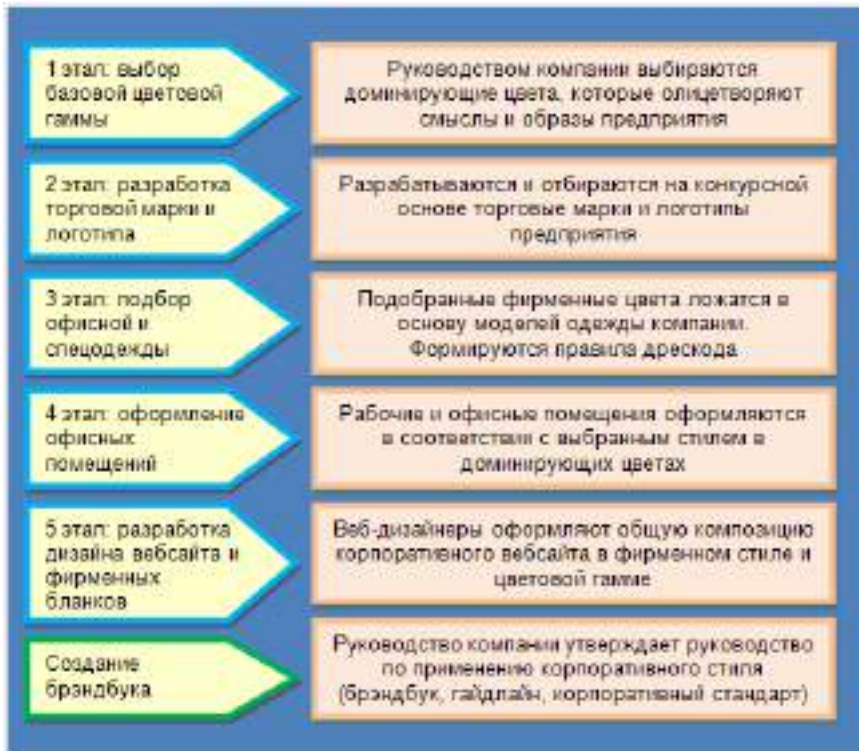 1 этап: выбор
базовой цветовой
гаммы
Руководством компании выбираются
доминирующие цвета, которые олицетворяют
смыслы и образы предприятия
2 этап: разработка
торговой марки и
логотипа
Разрабатываются и отбираются на конкурсной
основе торговые марки и логотипы
предприятия
3 этап: подбор
офисной и
спецодежды
Подобранные фирменные цвета ложатся в
основу моделей одежды компании.
Формируются правила дрескода
4 этап: оформление
офисных
помещений
Рабочие и офисные помещения оформляются
в соответствии с выбранным стилем в
доминирующих цветах
5 этап: разработка
дизайна вебсайта и
фирменных
бланков
Веб-дизайнеры оформляют общую композицию
корпоративного вебсайта в фирменном стиле и
цветовой гамме
Создание
брэндбука
Руководство компании утверждает руководство
по применению корпоративного стиля
(брэндбук, гайдлайн, корпоративный стандарт)